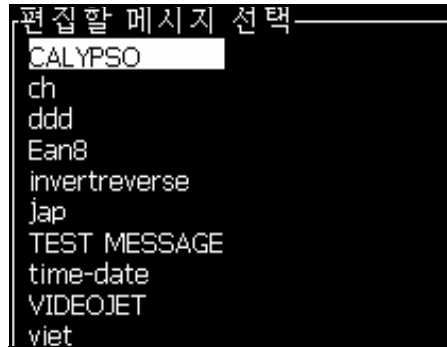 편집할 메시지 선택
CALYPSO
ch
ddd
Ean8
invertreverse
jap
TEST MESSAGE
time-date
VIDEOJET
viet